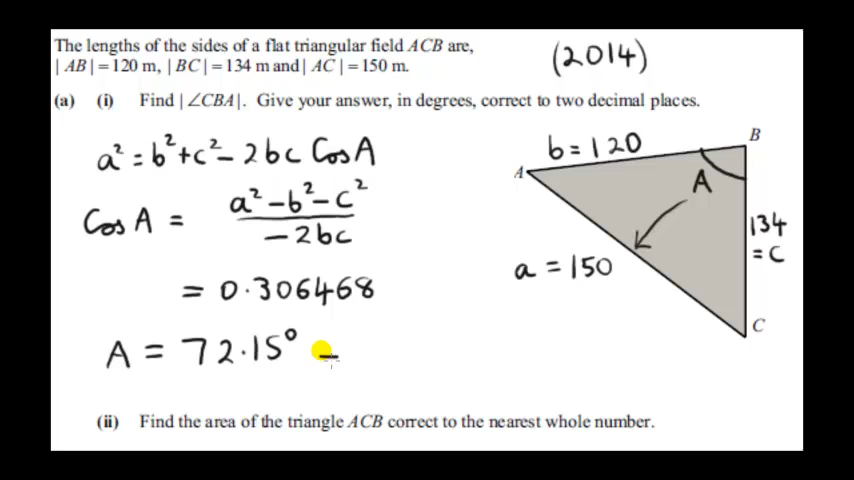 The lengths of the sides of a flat triangular field ACB are,
| AB | = 120 m, | BC | = 134 m and | AC | = 150 m.
(2014)
(a) (i) Find | ∠CBA |. Give your answer, in degrees, correct to two decimal places.
a² = b² + c² - 2bc Cos A
Cos A = (a² - b² - c²) / (-2bc)
= 0.306468
A = 72.15°
b = 120
B
A
A
134
= C
a = 150
C
(ii) Find the area of the triangle ACB correct to the nearest whole number.